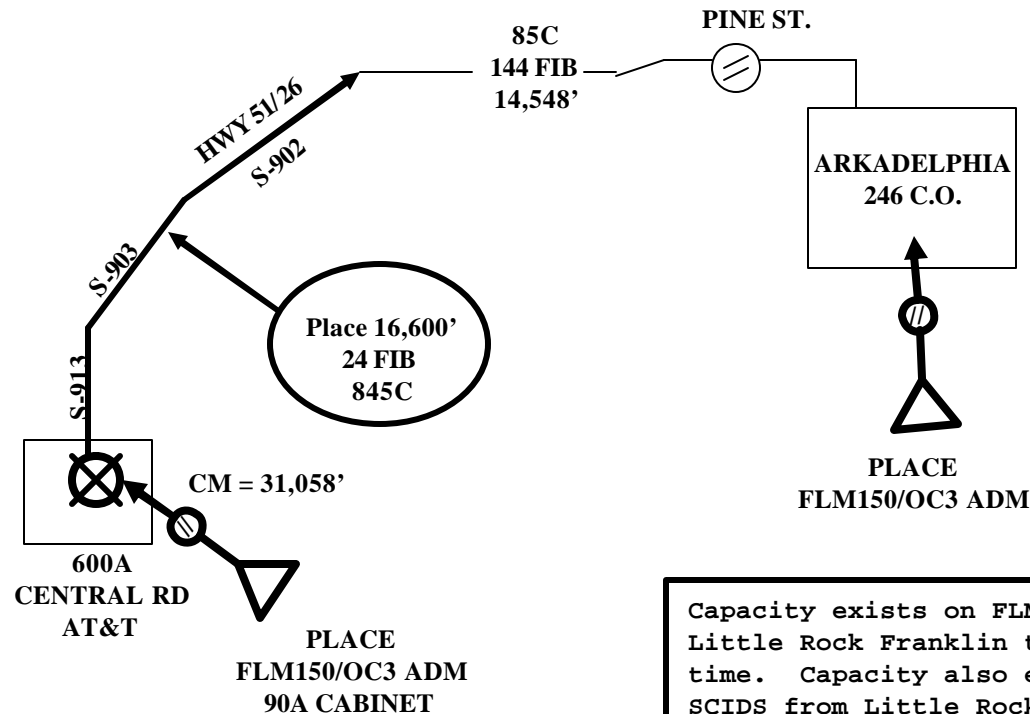 PINE ST.
85C
144 FIB
14,548’
HWY 51/26
S-902
ARKADELPHIA
246 C.O.
S-903
Place 16,600’
24 FIB
845C
S-913
CM = 31,058’
PLACE
FLM150/OC3 ADM
600A
CENTRAL RD
AT&T
PLACE
FLM150/OC3 ADM
90A CABINET
Capacity exists on FLM
Little Rock Franklin t
time. Capacity also e
SCIDS from Little Rock